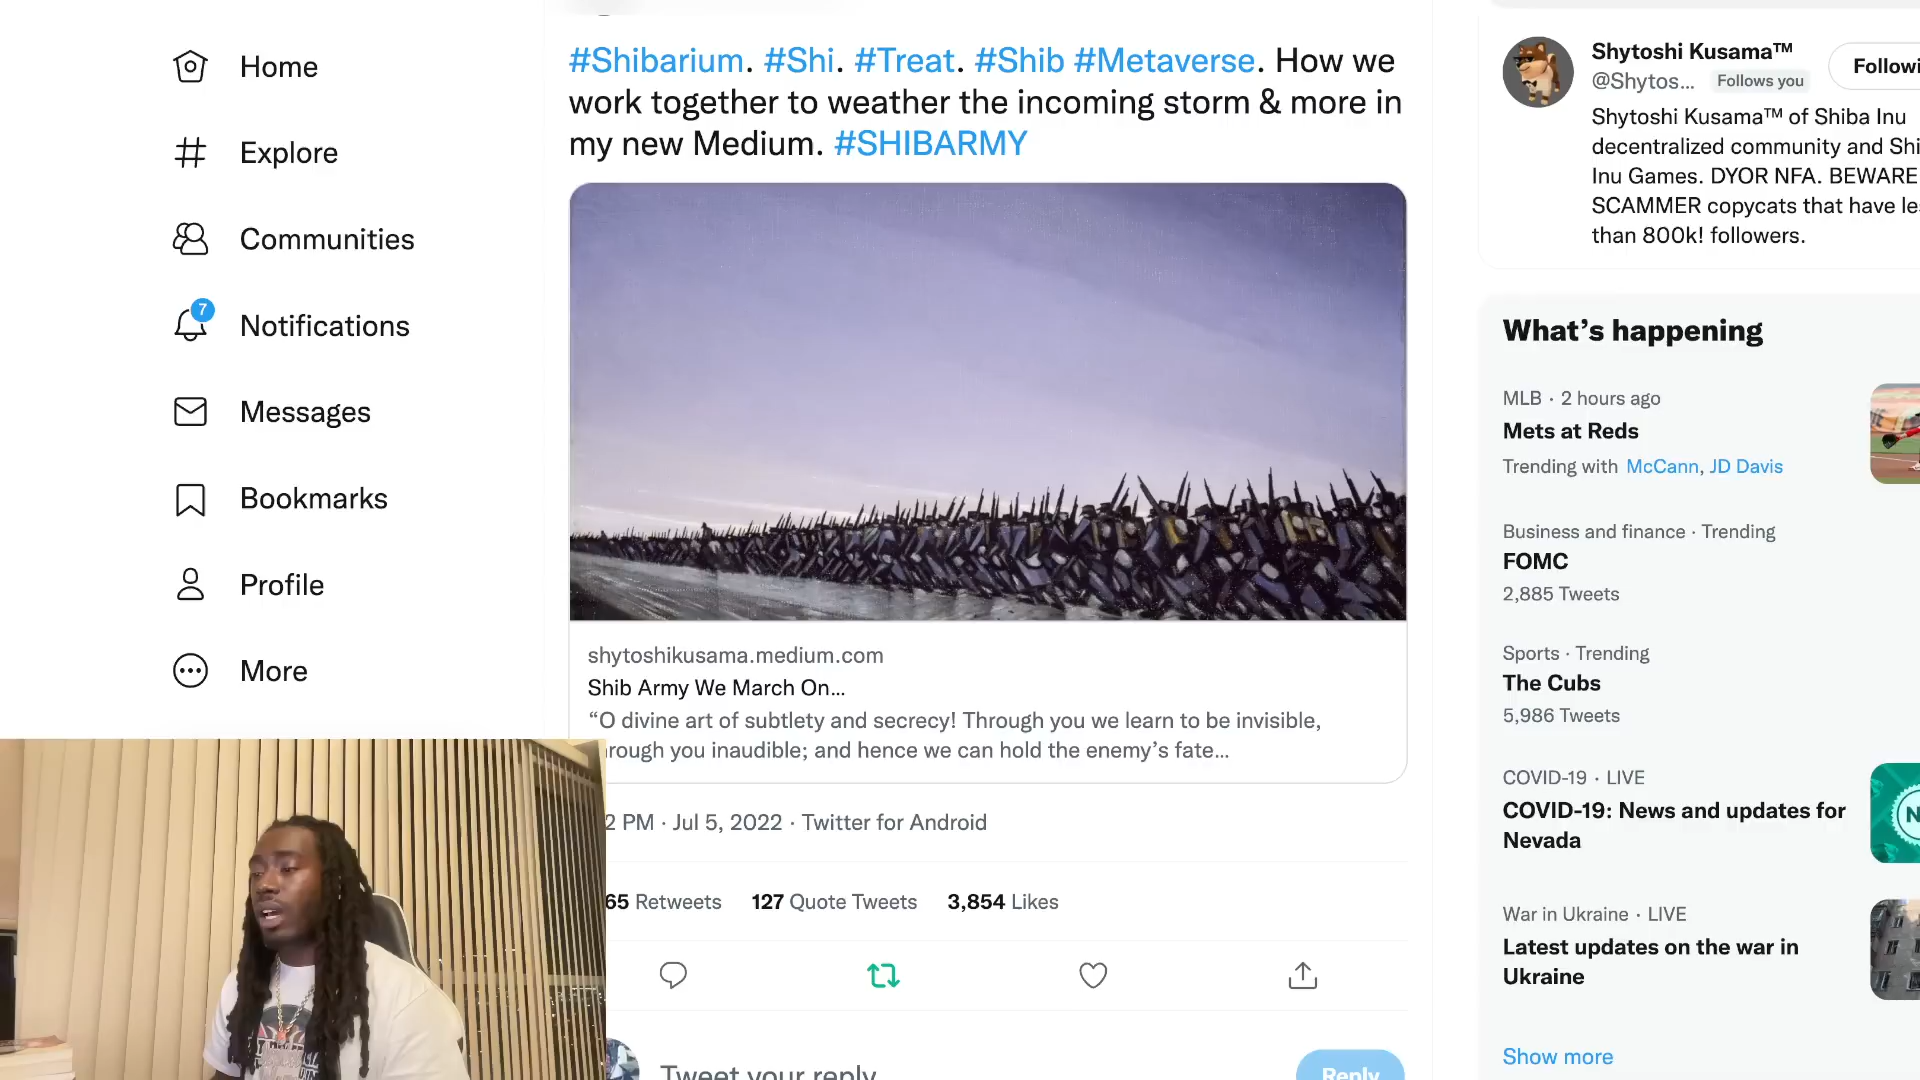 Home
Explore
Communities
7
Notifications
Messages
Bookmarks
Profile
More
#Shibarium. #Shi. #Treat. #Shib #Metaverse. How we
work together to weather the incoming storm & more in
my new Medium. #SHIBARMY
shytoshikusama.medium.com
Shib Army We March On...
“O divine art of subtlety and secrecy! Through you we learn to be invisible,
rough you inaudible; and hence we can hold the enemy’s fate...
2 PM · Jul 5, 2022 · Twitter for Android
65 Retweets 127 Quote Tweets 3,854 Likes
Tweet your reply
Reply
Shytoshi Kusama™
@Shytos... Follows you
Followi
Shytoshi Kusama™ of Shiba Inu
decentralized community and Shi
Inu Games. DYOR NFA. BEWARE
SCAMMER copycats that have le
than 800k! followers.
What’s happening
MLB · 2 hours ago
Mets at Reds
Trending with McCann, JD Davis
Business and finance · Trending
FOMC
2,885 Tweets
Sports · Trending
The Cubs
5,986 Tweets
COVID-19 · LIVE
COVID-19: News and updates for
Nevada
N
War in Ukraine · LIVE
Latest updates on the war in
Ukraine
Show more